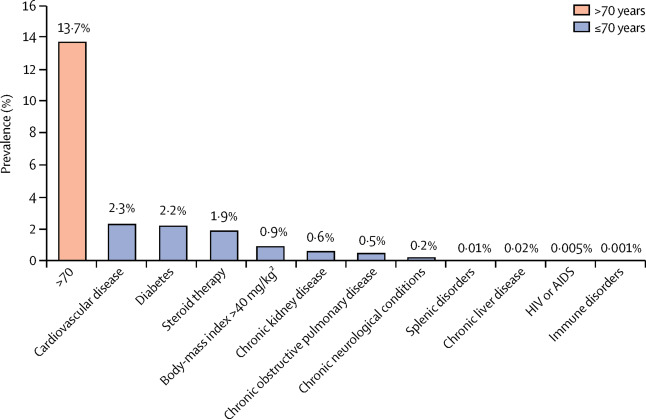 16
14
12
10
8
6
4
2
0
Prevalence (%)
>70 years
≤70 years
13·7%
2·3%
2·2%
1·9%
0·9%
0·6%
0·5%
0·2%
0·01%
0·02%
0·005%
0·001%
>70
Cardiovascular disease
Diabetes
Steroid therapy
Body-mass index >40 mg/kg²
Chronic kidney disease
Chronic obstructive pulmonary disease
Chronic neurological conditions
Splenic disorders
Chronic liver disease
HIV or AIDS
Immune disorders